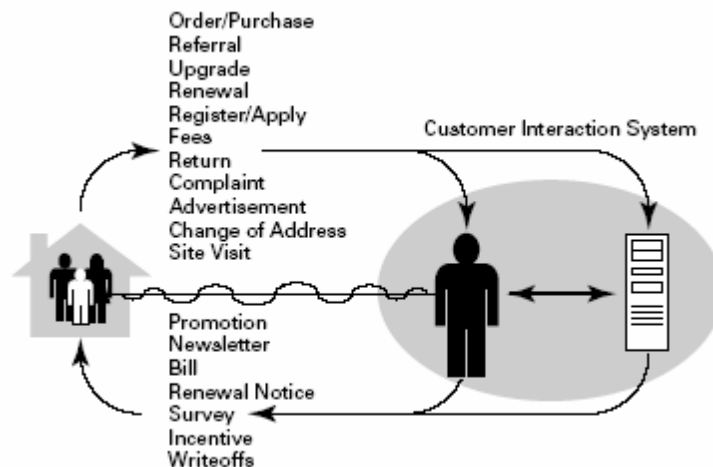 Order/Purchase
Referral
Upgrade
Renewal
Register/Apply
Fees
Return
Complaint
Advertisement
Change of Address
Site Visit
Customer Interaction System
Promotion
Newsletter
Bill
Renewal Notice
Survey
Incentive
Writeoffs